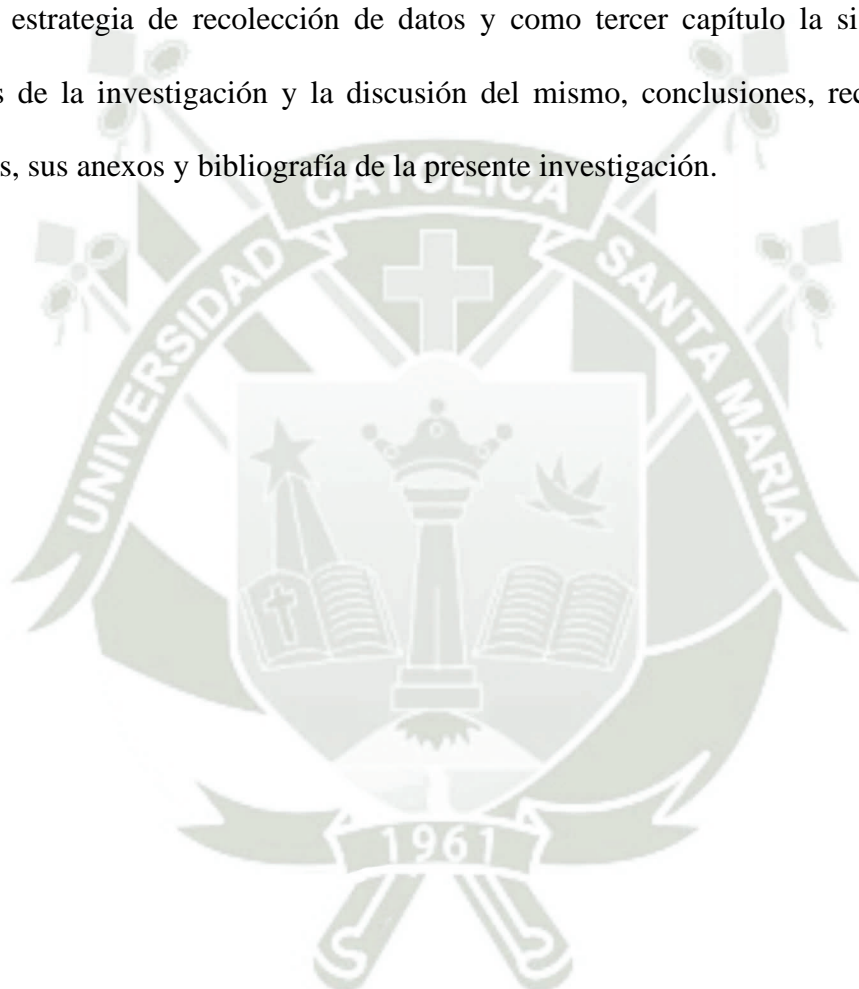 estrategia de recolección de datos y como tercer capítulo la
de la investigación y la discusión del mismo, conclusiones,
sus anexos y bibliografía de la presente investigación.
UNIVERSIDAD CATOLICA SANTA MARIA
1961